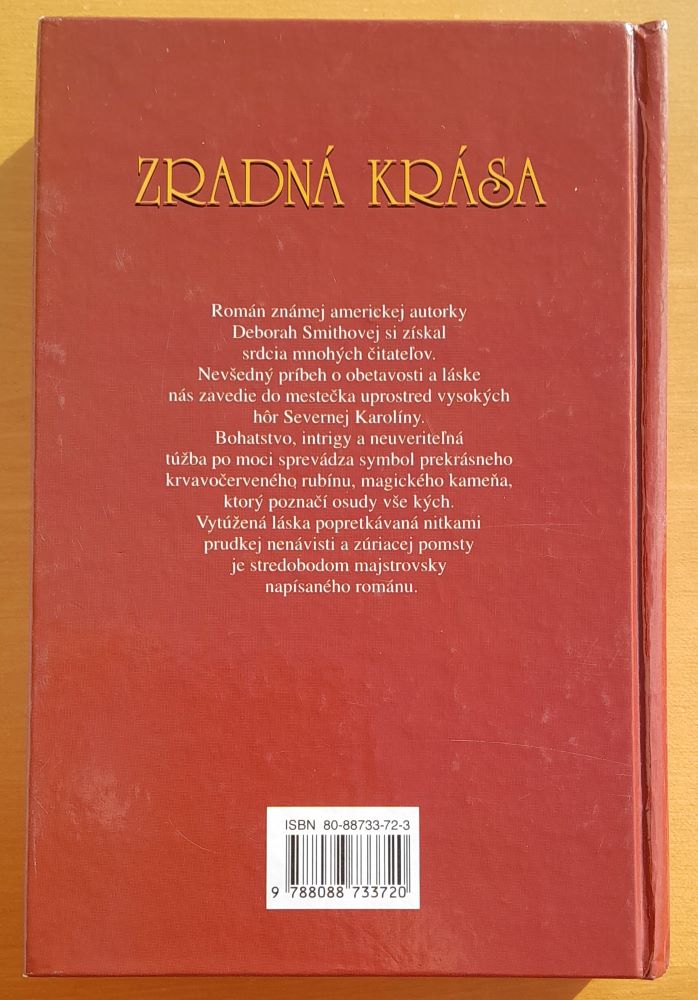 ZRADNÁ KRÁSA
Román známej americkej autorky
Deborah Smithovej si získal
srdcia mnohých čitateľov.
Nevšedný príbeh o obetavosti a láske
nás zavedie do mestečka uprostred vysokých
hôr Severnej Karolíny.
Bohatstvo, intrigy a neuveriteľná
túžba po moci sprevádza symbol prekrásneho
krvavočerveného rubínu, magického kameňa,
ktorý poznačí osudy vše kých.
Vytúžená láska popretkávaná nitkami
prudkej nenávisti a zúriacej pomsty
je stredobodom majstrovsky
napísaného románu.
ISBN 80-88733-72-3
9 788088 733720